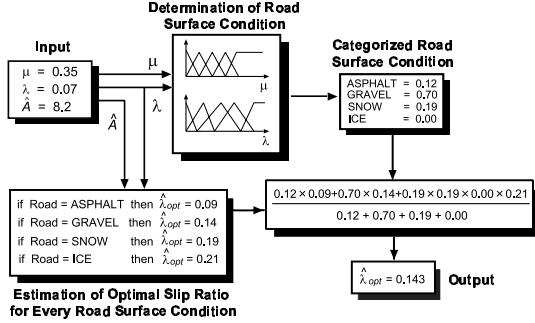 Determination of Road
Surface Condition
Input
μ = 0.35
λ = 0.07
Â = 8.2
μ
λ
Â
μ
λ
Categorized Road
Surface Condition
ASPHALT = 0.12
GRAVEL = 0.70
SNOW = 0.19
ICE = 0.00
if Road = ASPHALT then λ̂opt = 0.09
if Road = GRAVEL then λ̂opt = 0.14
if Road = SNOW then λ̂opt = 0.19
if Road = ICE then λ̂opt = 0.21
Estimation of Optimal Slip Ratio
for Every Road Surface Condition
0.12 × 0.09+0.70 × 0.14+0.19 × 0.19 × 0.00 × 0.21
0.12 + 0.70 + 0.19 + 0.00
λ̂opt = 0.143
Output